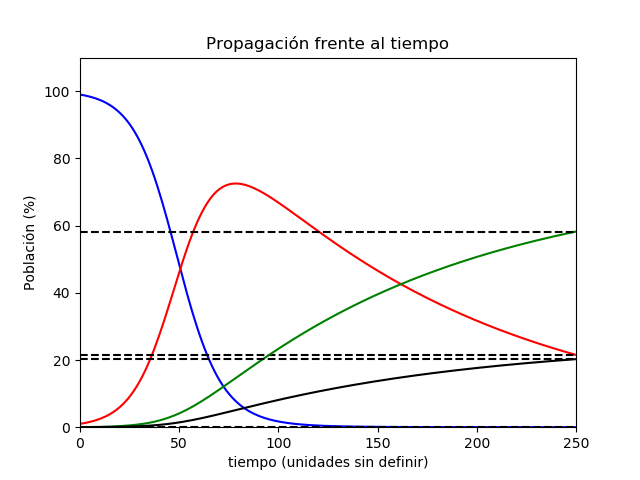 Propagación frente al tiempo
Población (%)
100
80
60
40
20
0
0 50 100 150 200 250
tiempo (unidades sin definir)